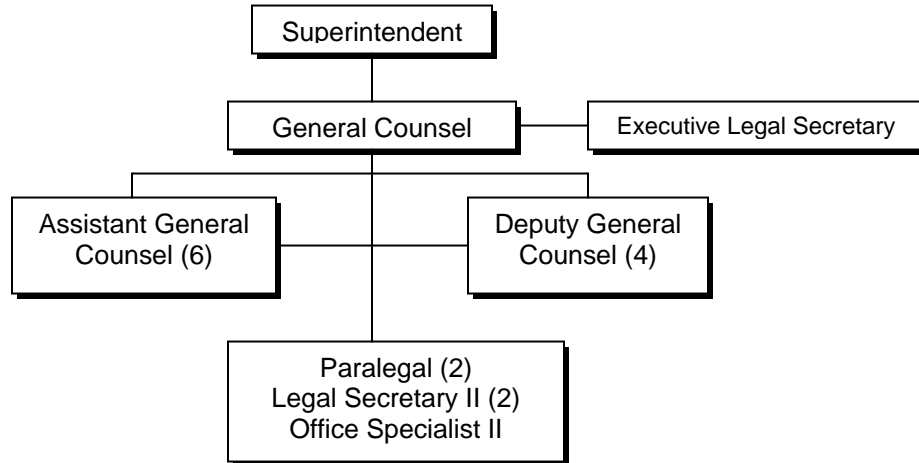 Superintendent
General Counsel
Executive Legal Secretary
Assistant General
Counsel (6)
Deputy General
Counsel (4)
Paralegal (2)
Legal Secretary II (2)
Office Specialist II